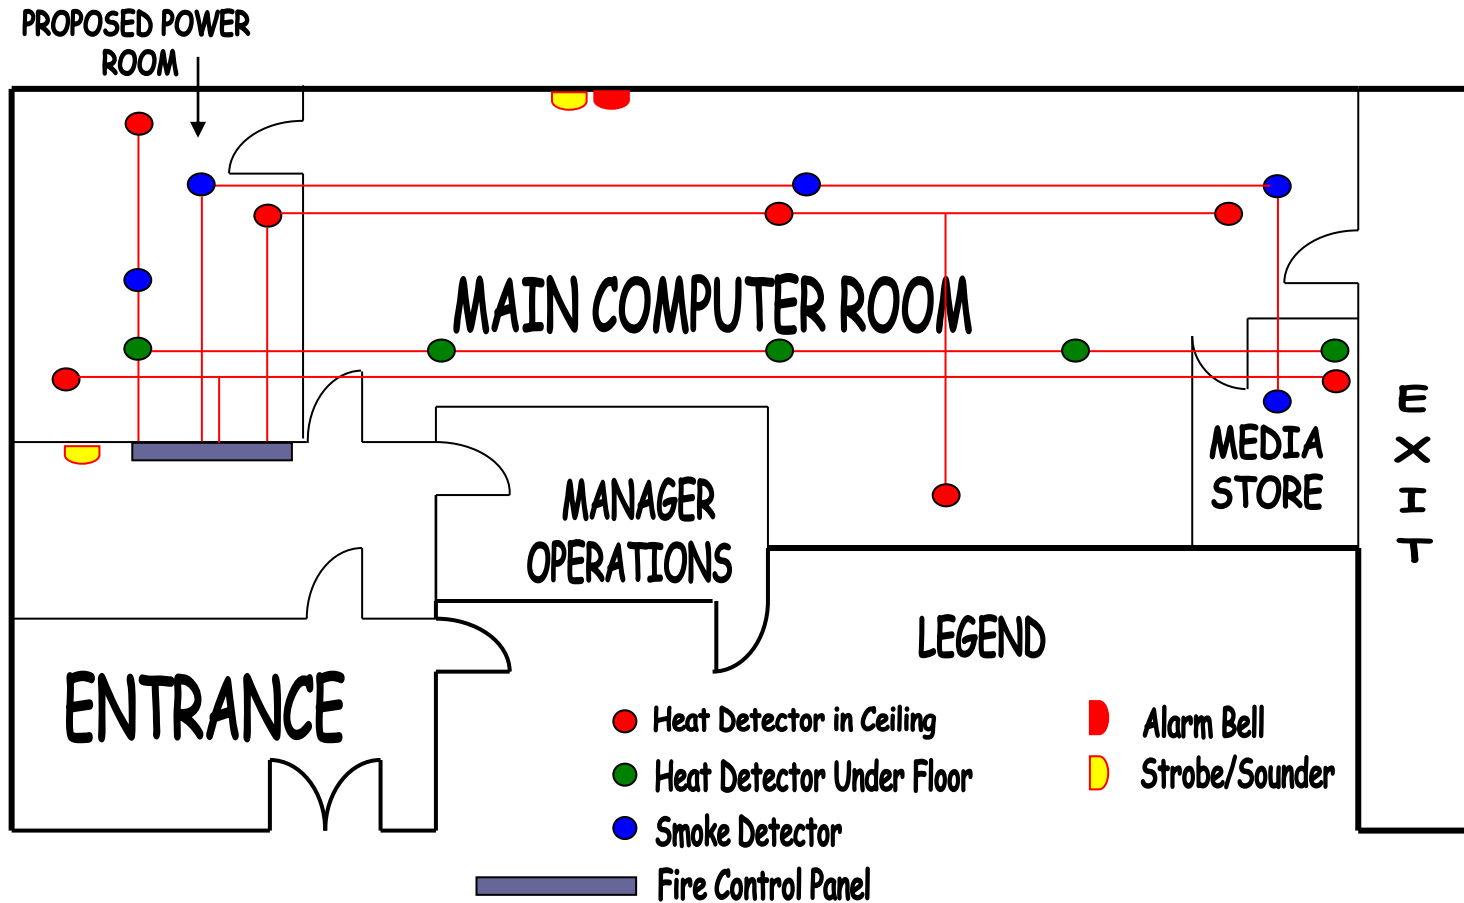 PROPOSED POWER
ROOM
MAIN COMPUTER ROOM
MEDIA
STORE
E
X
I
T
MANAGER
OPERATIONS
ENTRANCE
LEGEND
Heat Detector in Ceiling
Heat Detector Under Floor
Smoke Detector
Fire Control Panel
Alarm Bell
Strobe/Sounder